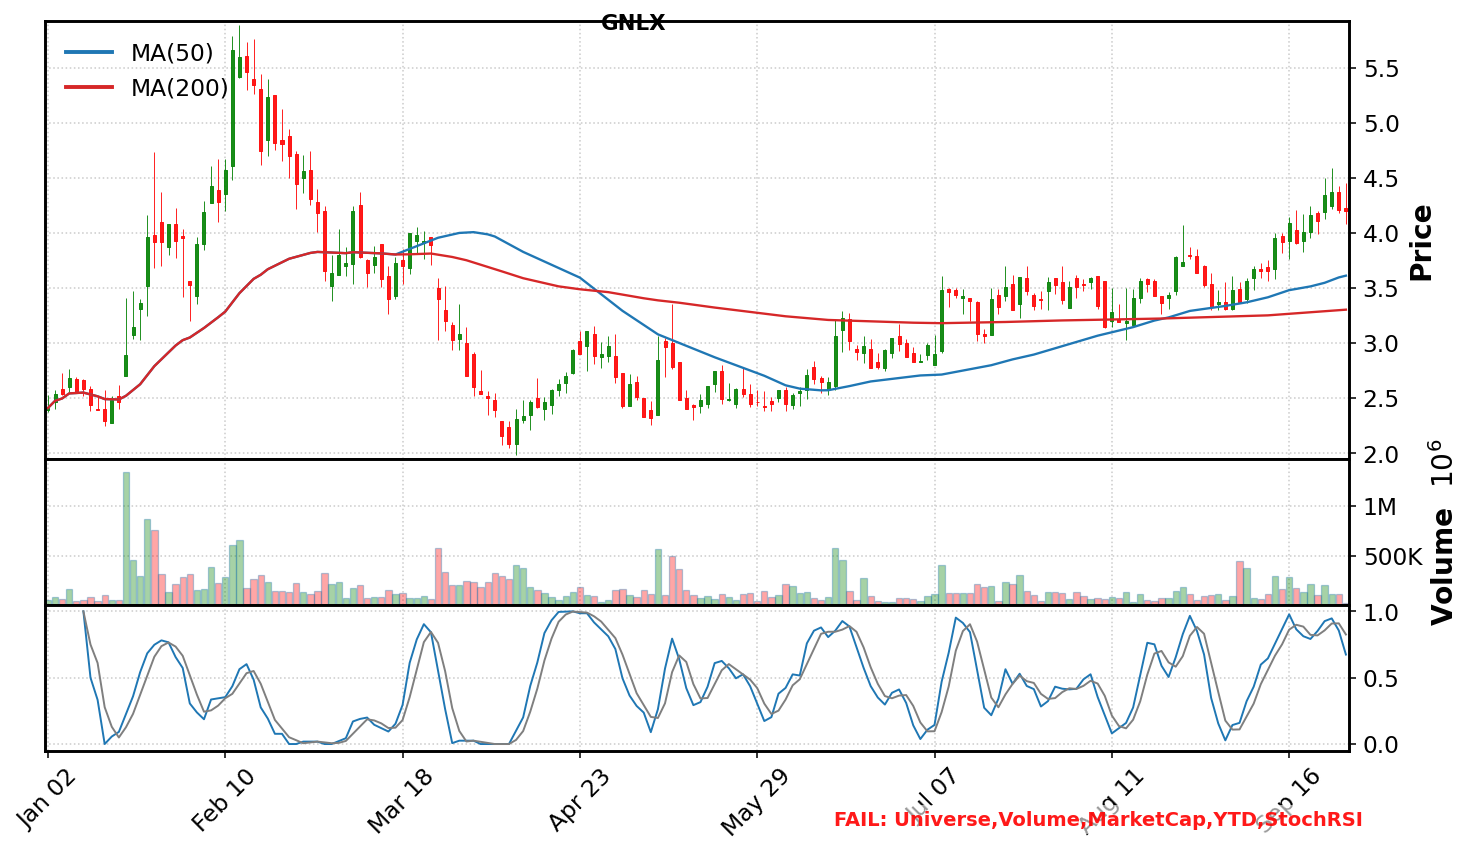 GNLX
MA(50)
MA(200)
5.5
5.0
4.5
4.0
3.5
3.0
2.5
2.0
Price
1M
500K
Volume 10^6
1.0
0.5
0.0
Jan 02
Feb 10
Mar 18
Apr 23
May 29
Jul 07
Aug 11
Sep 16
FAIL: Universe,Volume,MarketCap,YTD,StochRSI